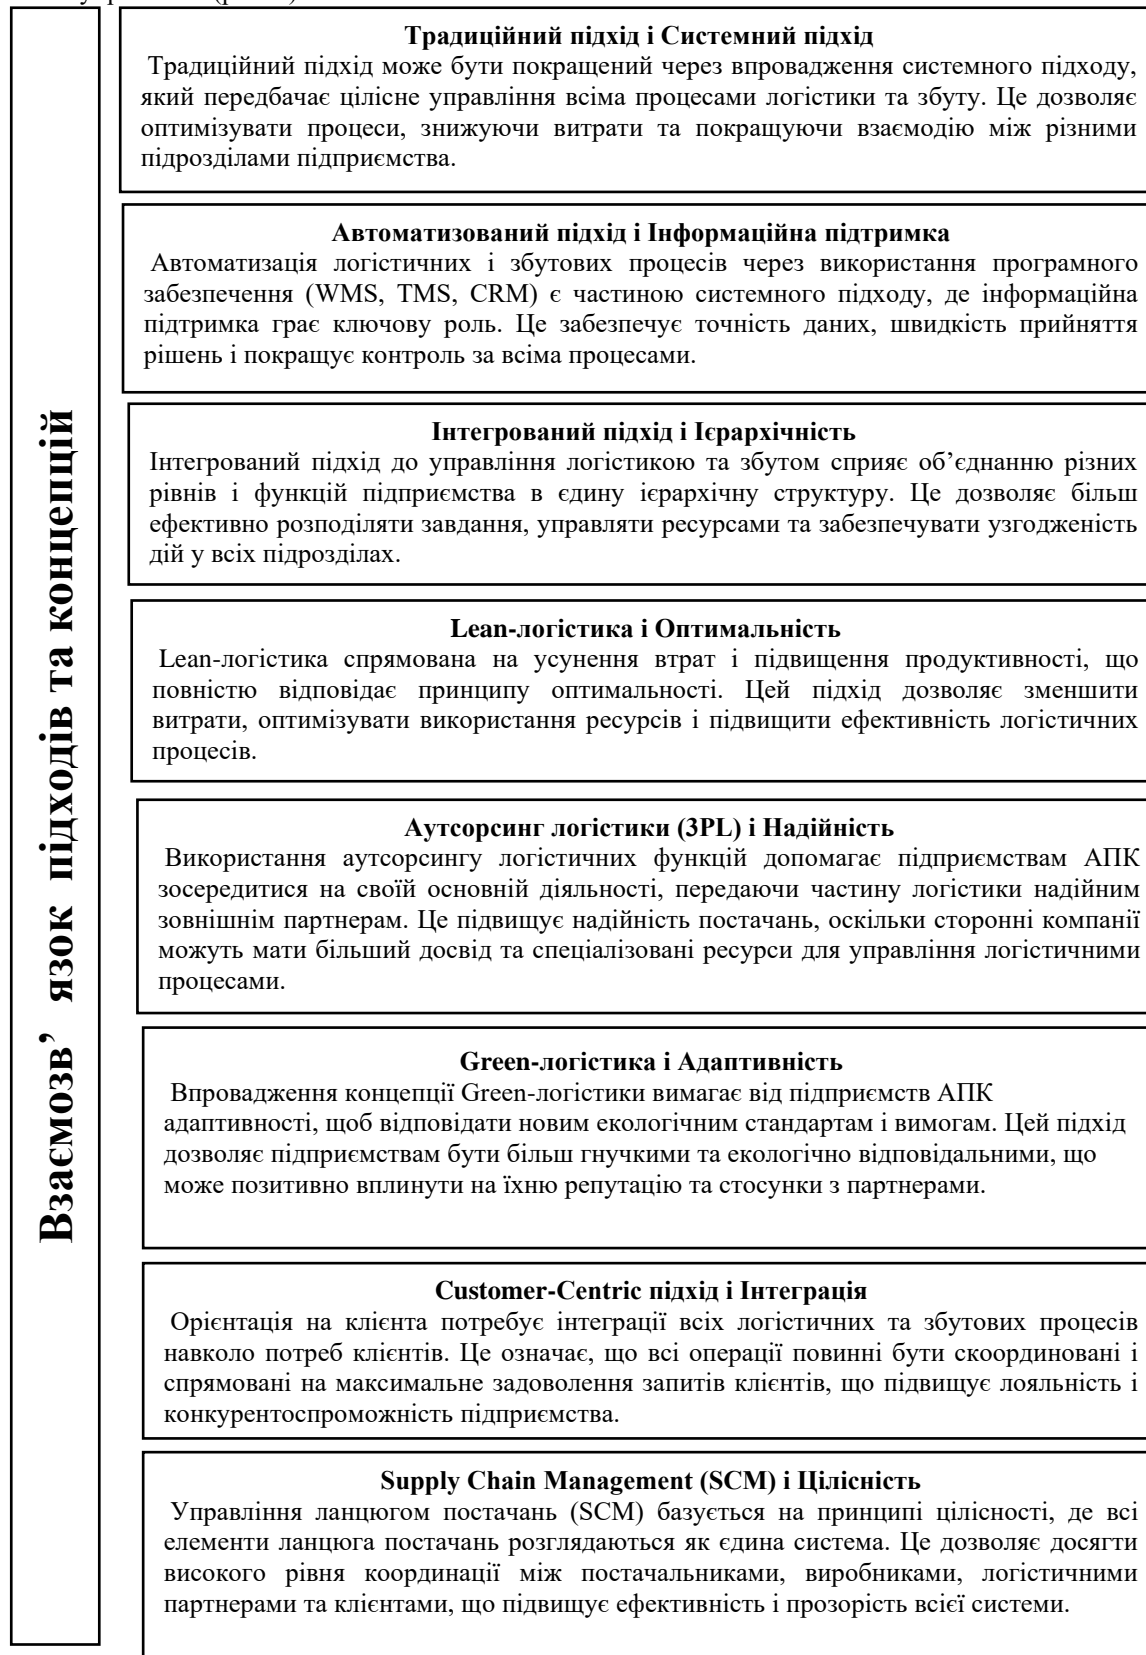 Взаємозв’ язок підходів та концепцій
Традиційний підхід і Системний підхід
Традиційний підхід може бути покращений через впровадження системного підходу,
який передбачає цілісне управління всіма процесами логістики та збуту. Це дозволяє
оптимізувати процеси, знижуючи витрати та покращуючи взаємодію між різними
підрозділами підприємства.
Автоматизований підхід і Інформаційна підтримка
Автоматизація логістичних і збутових процесів через використання програмного
забезпечення (WMS, TMS, CRM) є частиною системного підходу, де інформаційна
підтримка грає ключову роль. Це забезпечує точність даних, швидкість прийняття
рішень і покращує контроль за всіма процесами.
Інтегрований підхід і Ієрархічність
Інтегрований підхід до управління логістикою та збутом сприяє об’єднанню різних
рівнів і функцій підприємства в єдину ієрархічну структуру. Це дозволяє більш
ефективно розподіляти завдання, управляти ресурсами та забезпечувати узгодженість
дій у всіх підрозділах.
Lean-логістика і Оптимальність
Lean-логістика спрямована на усунення втрат і підвищення продуктивності, що
повністю відповідає принципу оптимальності. Цей підхід дозволяє зменшити
витрати, оптимізувати використання ресурсів і підвищити ефективність логістичних
процесів.
Аутсорсинг логістики (3PL) і Надійність
Використання аутсорсингу логістичних функцій допомагає підприємствам АПК
зосередитися на своїй основній діяльності, передаючи частину логістики надійним
зовнішнім партнерам. Це підвищує надійність постачань, оскільки сторонні компанії
можуть мати більший досвід та спеціалізовані ресурси для управління логістичними
процесами.
Green-логістика і Адаптивність
Впровадження концепції Green-логістики вимагає від підприємств АПК
адаптивності, щоб відповідати новим екологічним стандартам і вимогам. Цей підхід
дозволяє підприємствам бути більш гнучкими та екологічно відповідальними, що
може позитивно вплинути на їхню репутацію та стосунки з партнерами.
Customer-Centric підхід і Інтеграція
Орієнтація на клієнта потребує інтеграції всіх логістичних та збутових процесів
навколо потреб клієнтів. Це означає, що всі операції повинні бути скоординовані і
спрямовані на максимальне задоволення запитів клієнтів, що підвищує лояльність і
конкурентоспроможність підприємства.
Supply Chain Management (SCM) і Цілісність
Управління ланцюгом постачань (SCM) базується на принципі цілісності, де всі
елементи ланцюга постачань розглядаються як єдина система. Це дозволяє досягти
високого рівня координації між постачальниками, виробниками, логістичними
партнерами та клієнтами, що підвищує ефективність і прозорість всієї системи.